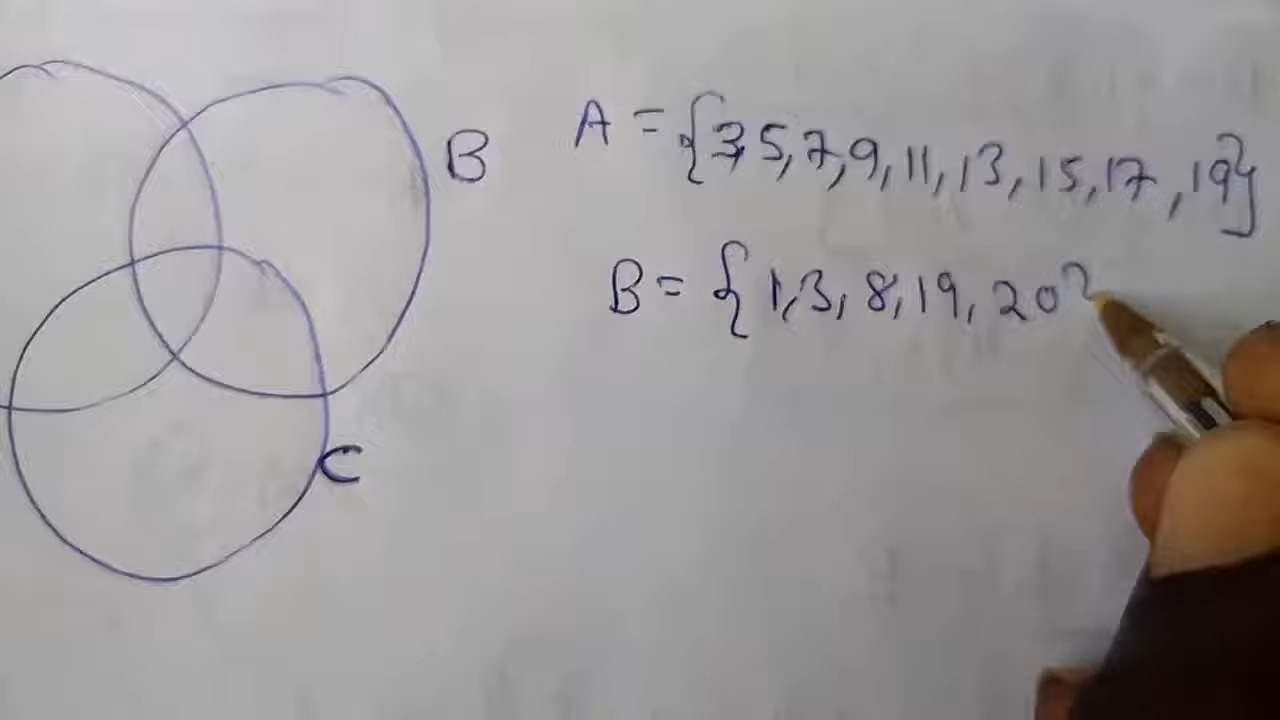 B
A = {3, 5, 7, 9, 11, 13, 15, 17, 19}
B = { 1, 3, 8, 19, 20}
C